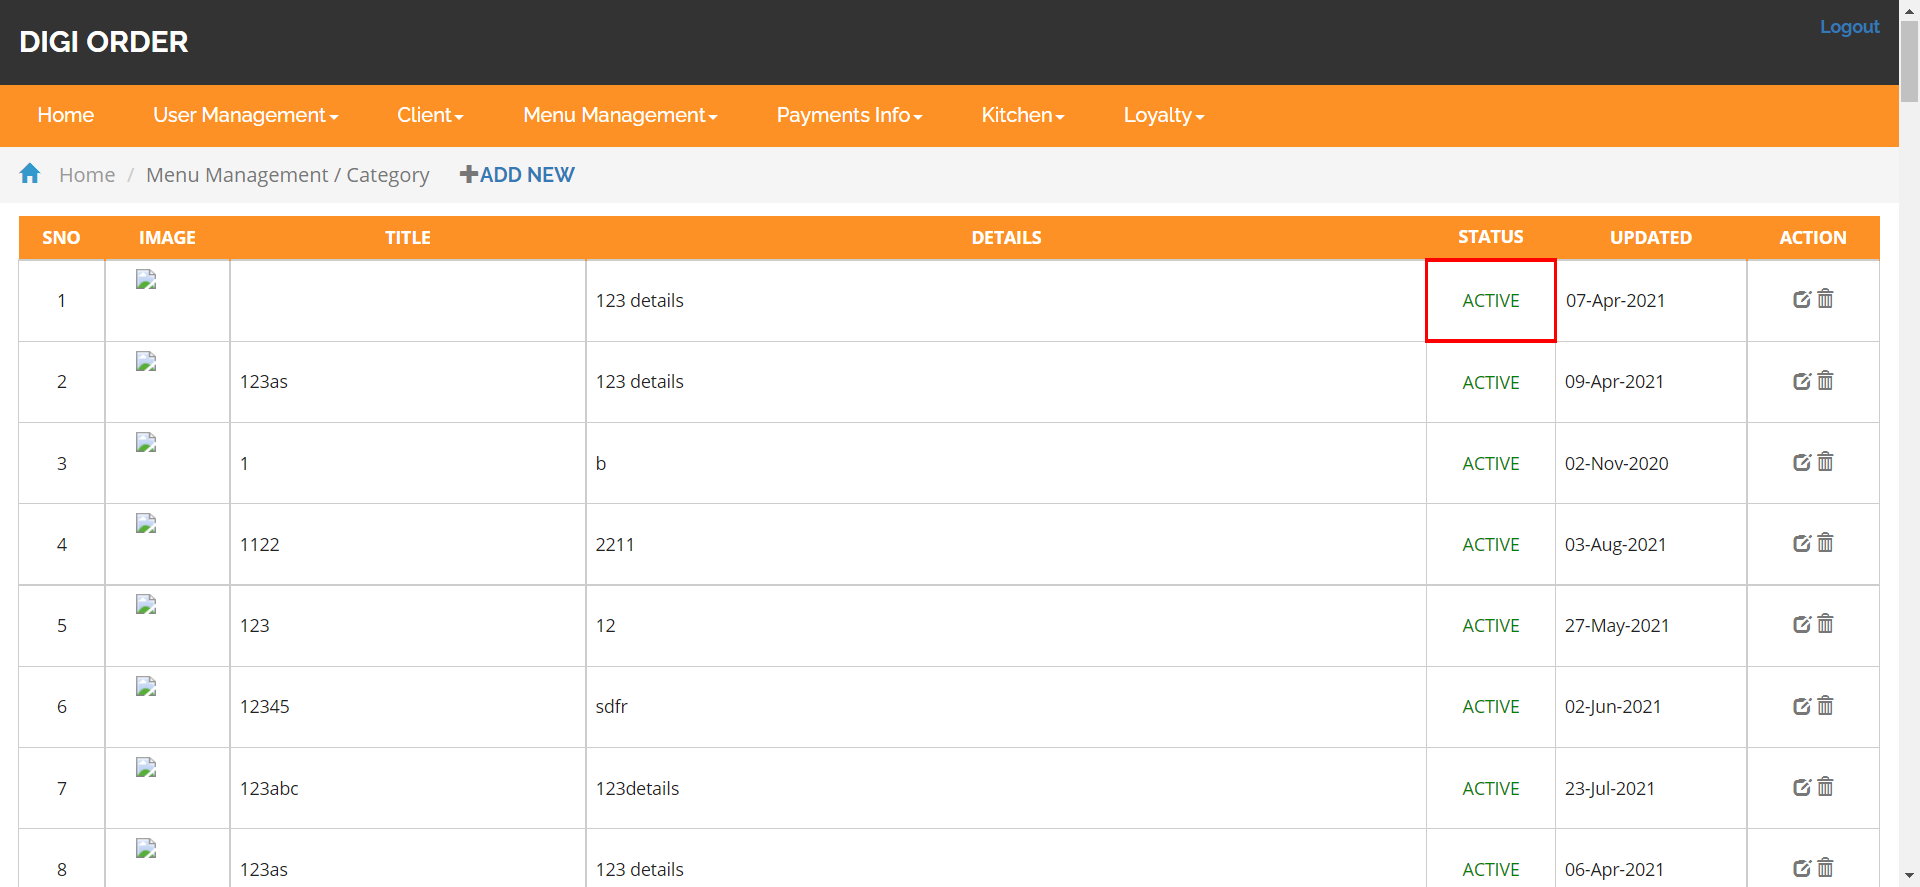 DIGI ORDER
Logout
Home User Management Client Menu Management Payments Info Kitchen Loyalty
Home / Menu Management / Category ADD NEW
SNO IMAGE TITLE DETAILS STATUS UPDATED ACTION
1 123 details ACTIVE 07-Apr-2021
2 123as 123 details ACTIVE 09-Apr-2021
3 1 b ACTIVE 02-Nov-2020
4 1122 2211 ACTIVE 03-Aug-2021
5 123 12 ACTIVE 27-May-2021
6 12345 sdfr ACTIVE 02-Jun-2021
7 123abc 123details ACTIVE 23-Jul-2021
8 123as 123 details ACTIVE 06-Apr-2021